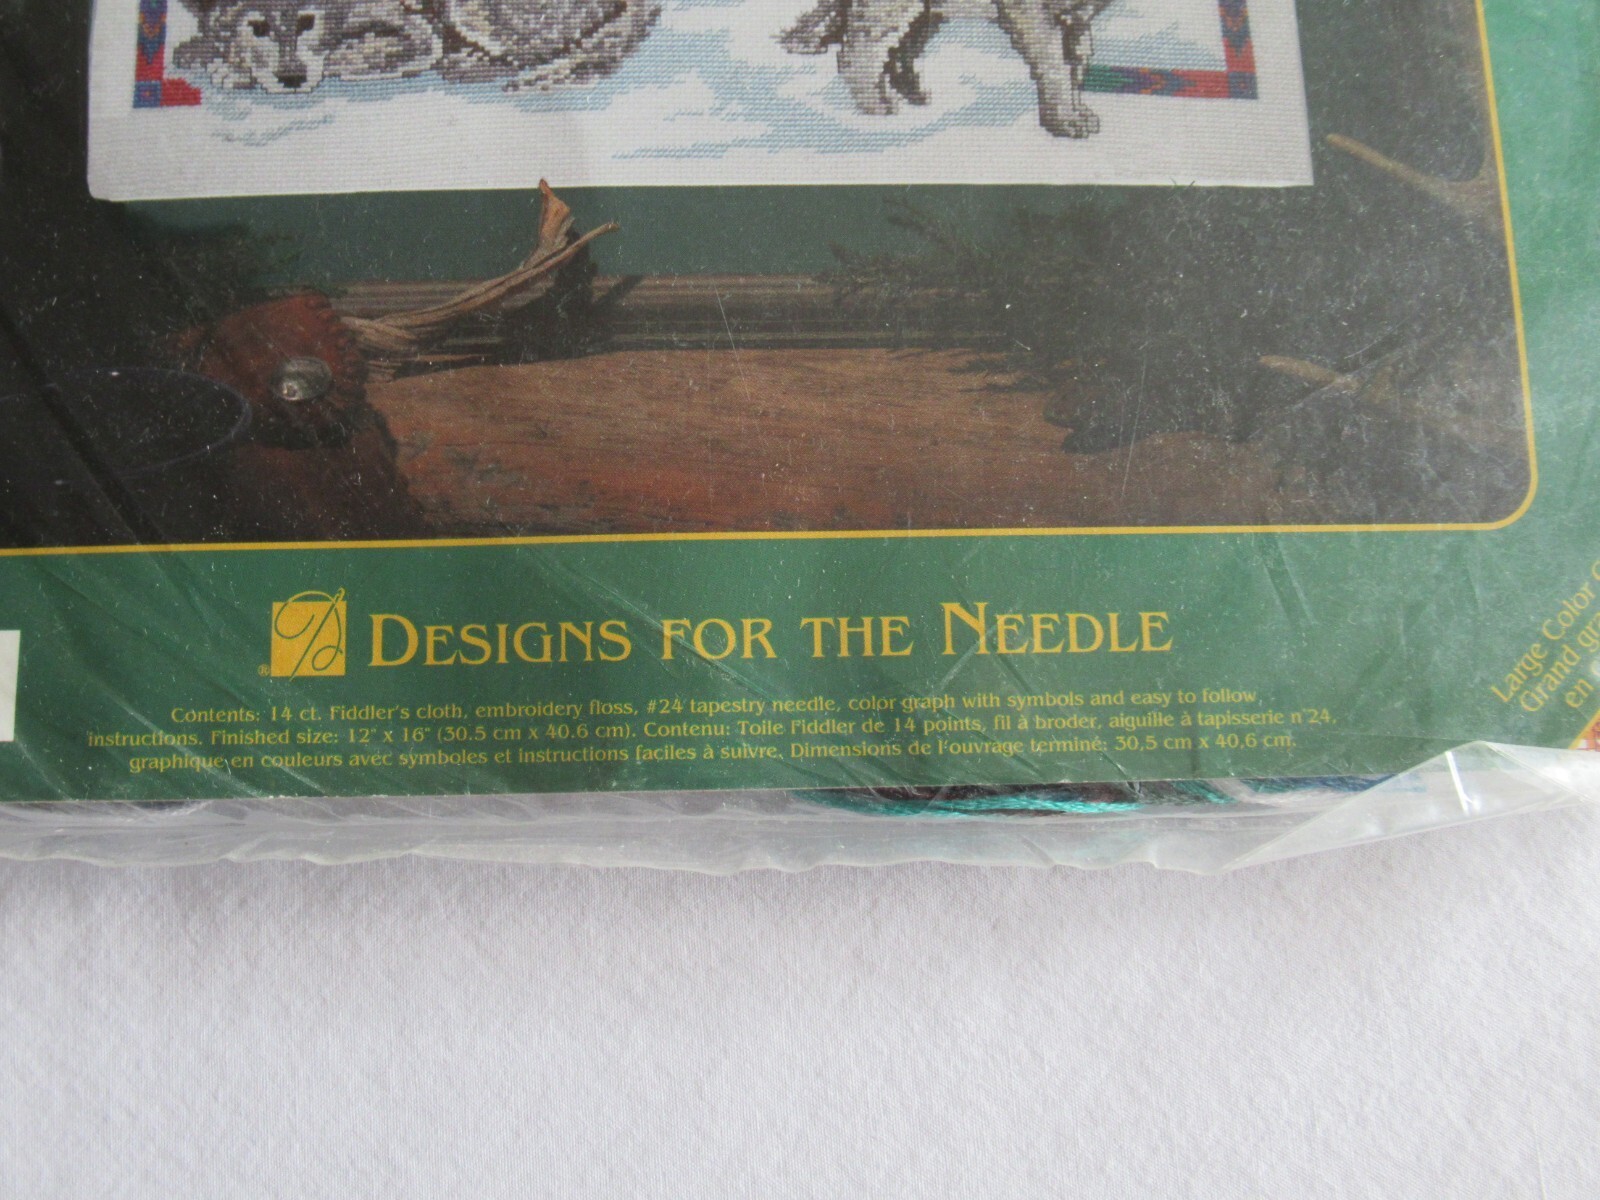 DESIGNS FOR THE NEEDLE
®
Contents: 14 ct. Fiddler's cloth, embroidery floss, #24 tapestry needle, color graph with symbols and easy to follow
instructions. Finished size: 12" x 16" (30.5 cm x 40.6 cm). Contenu: Toile Fiddler de 14 points, fil à broder, aiguille à tapisserie n°24,
graphique en couleurs avec symboles et instructions faciles à suivre. Dimensions de l'ouvrage terminé: 30,5 cm x 40,6 cm.
Large Color
Grand
en